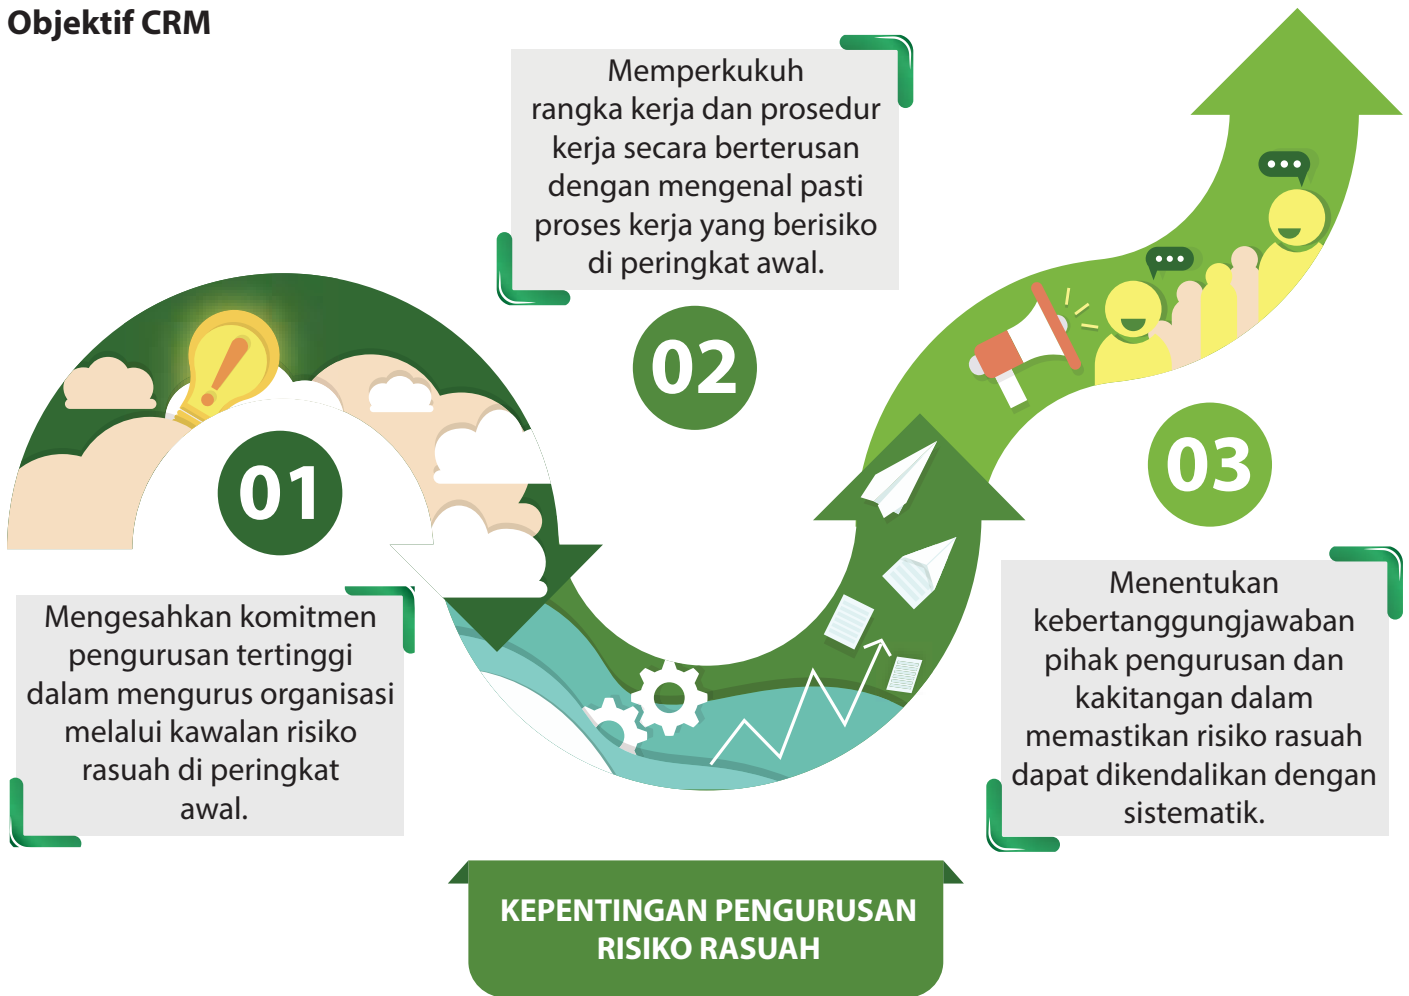 Objektif CRM
01
Mengesahkan komitmen
pengurusan tertinggi
dalam mengurus organisasi
melalui kawalan risiko
rasuah di peringkat
awal.
Memperkukuh
rangka kerja dan prosedur
kerja secara berterusan
dengan mengenal pasti
proses kerja yang berisiko
di peringkat awal.
02
03
Menentukan
kebertanggungjawaban
pihak pengurusan dan
kakitangan dalam
memastikan risiko rasuah
dapat dikendalikan dengan
sistematik.
KEPENTINGAN PENGURUSAN
RISIKO RASUAH